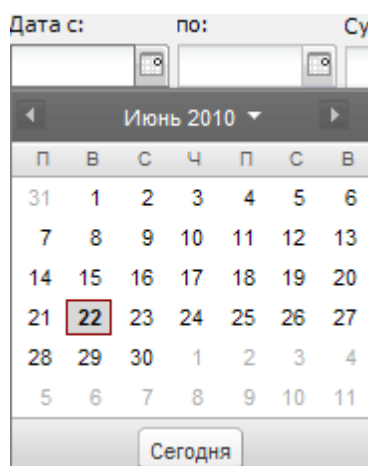 Дата с: по: Су
Июнь 2010
П В С Ч П С В
31 1 2 3 4 5 6
7 8 9 10 11 12 13
14 15 16 17 18 19 20
21 22 23 24 25 26 27
28 29 30 1 2 3 4
5 6 7 8 9 10 11
Сегодня